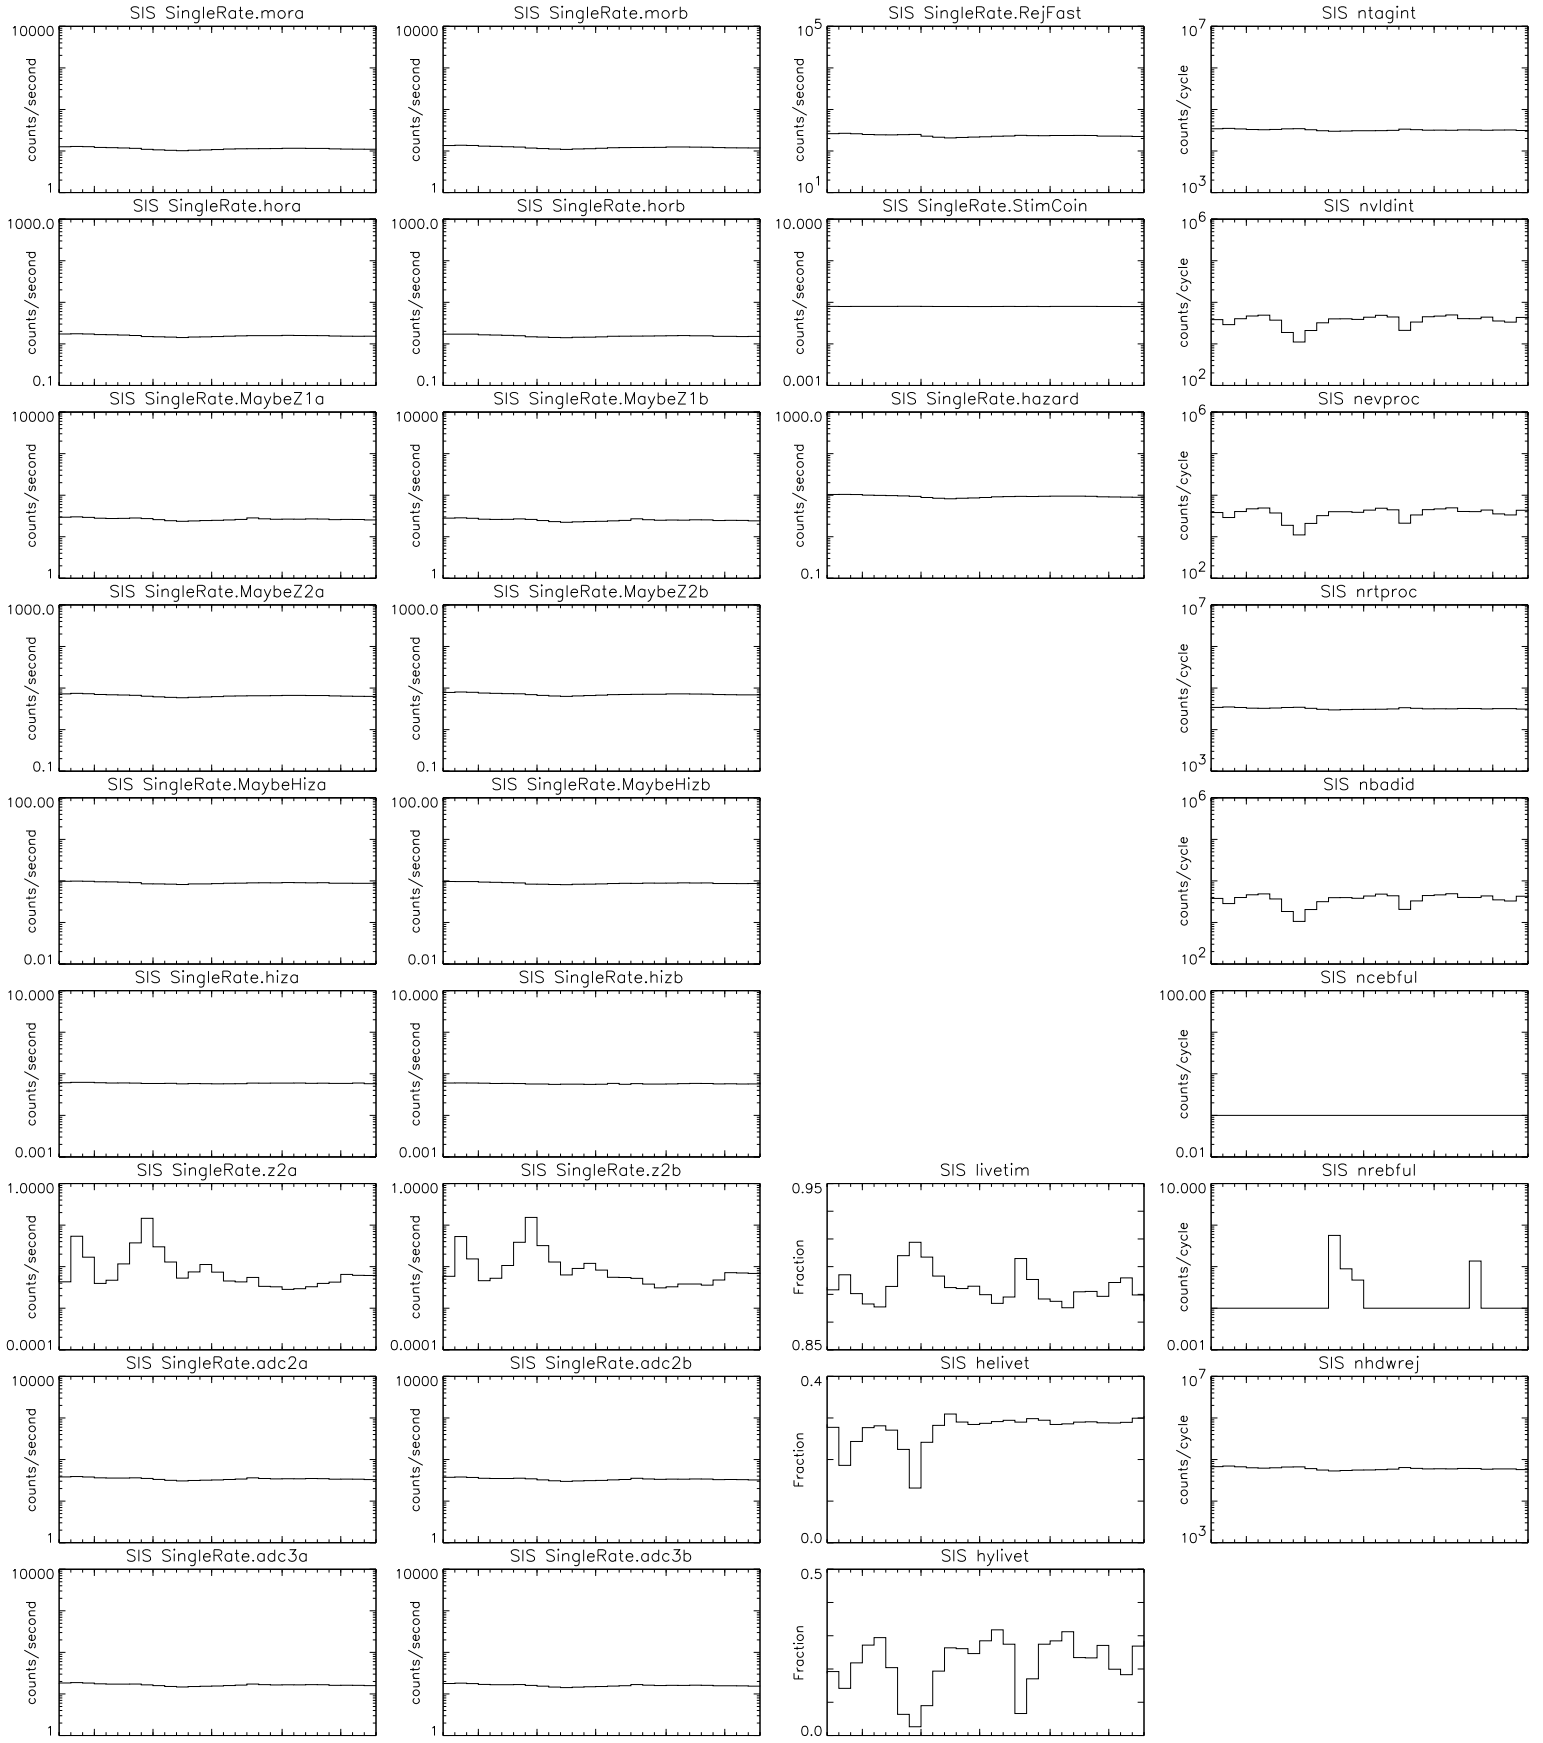 SIS SingleRate.mora
10000
counts/second
1
SIS SingleRate.morb
10000
counts/second
1
SIS SingleRate.RejFast
10^5
counts/second
10^1
SIS ntagint
10^7
counts/cycle
10^3
SIS SingleRate.hora
1000.0
counts/second
0.1
SIS SingleRate.horb
1000.0
counts/second
0.1
SIS SingleRate.StimCoin
10.000
counts/second
0.001
SIS nvldint
10^6
counts/cycle
10^2
SIS SingleRate.MaybeZ1a
10000
counts/second
1
SIS SingleRate.MaybeZ1b
10000
counts/second
1
SIS SingleRate.hazard
1000.0
counts/second
0.1
SIS nevproc
10^6
counts/cycle
10^2
SIS SingleRate.MaybeZ2a
1000.0
counts/second
0.1
SIS SingleRate.MaybeZ2b
1000.0
counts/second
0.1
SIS nrtproc
10^7
counts/cycle
10^3
SIS SingleRate.MaybeHiza
100.00
counts/second
0.01
SIS SingleRate.MaybeHizb
100.00
counts/second
0.01
SIS nbadid
10^6
counts/cycle
10^2
SIS SingleRate.hiza
10.000
counts/second
0.001
SIS SingleRate.hizb
10.000
counts/second
0.001
SIS ncebful
100.00
counts/cycle
0.01
SIS SingleRate.z2a
1.0000
counts/second
0.0001
SIS SingleRate.z2b
1.0000
counts/second
0.0001
SIS livetim
0.95
Fraction
0.85
SIS nrebful
10.000
counts/cycle
0.001
SIS SingleRate.adc2a
10000
counts/second
1
SIS SingleRate.adc2b
10000
counts/second
1
SIS helivet
0.4
Fraction
0.0
SIS nhdwrej
10^7
counts/cycle
10^3
SIS SingleRate.adc3a
10000
counts/second
1
SIS SingleRate.adc3b
10000
counts/second
1
SIS hylivet
0.5
Fraction
0.0